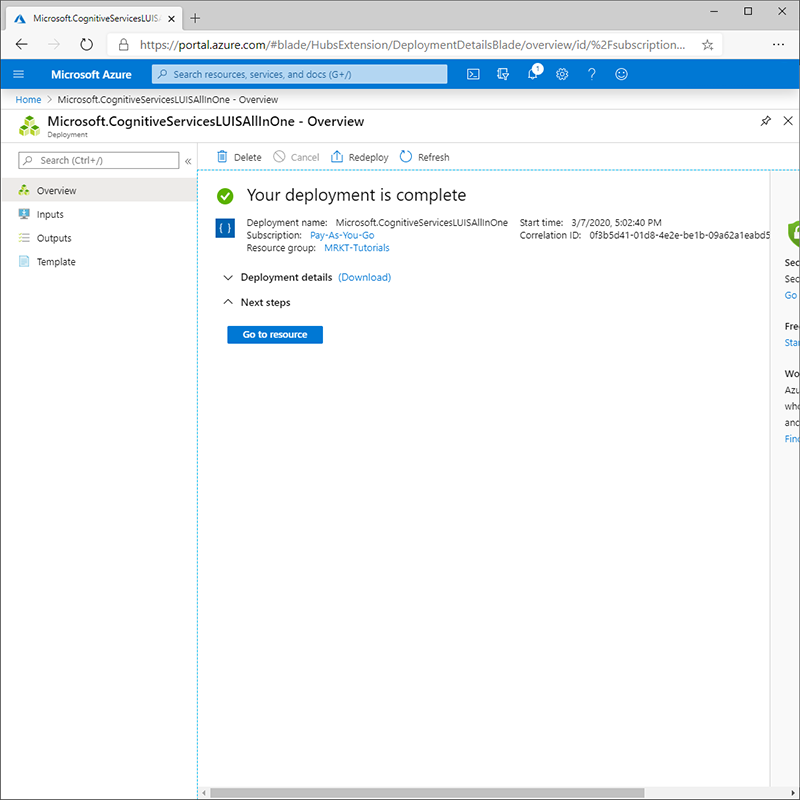 Microsoft.CognitiveServicesLUISA
https://portal.azure.com/#blade/HubsExtension/DeploymentDetailsBlade/overview/id/%2Fsubscription...
Microsoft Azure
Search resources, services, and docs (G+/)
1
Home > Microsoft.CognitiveServicesLUISAllInOne - Overview
Microsoft.CognitiveServicesLUISAllInOne - Overview
Deployment
Search (Ctrl+/)
«
Delete
Cancel
Redeploy
Refresh
Overview
Inputs
Outputs
Template
Your deployment is complete
Deployment name: Microsoft.CognitiveServicesLUISAllInOne
Subscription: Pay-As-You-Go
Resource group: MRKT-Tutorials
Start time: 3/7/2020, 5:02:40 PM
Correlation ID: 0f3b5d41-01d8-4e2e-be1b-09a62a1eabd5
Deployment details (Download)
Next steps
Go to resource
Sec
Sec
Go
Fre
Star
Wo
Azu
who
and
Find